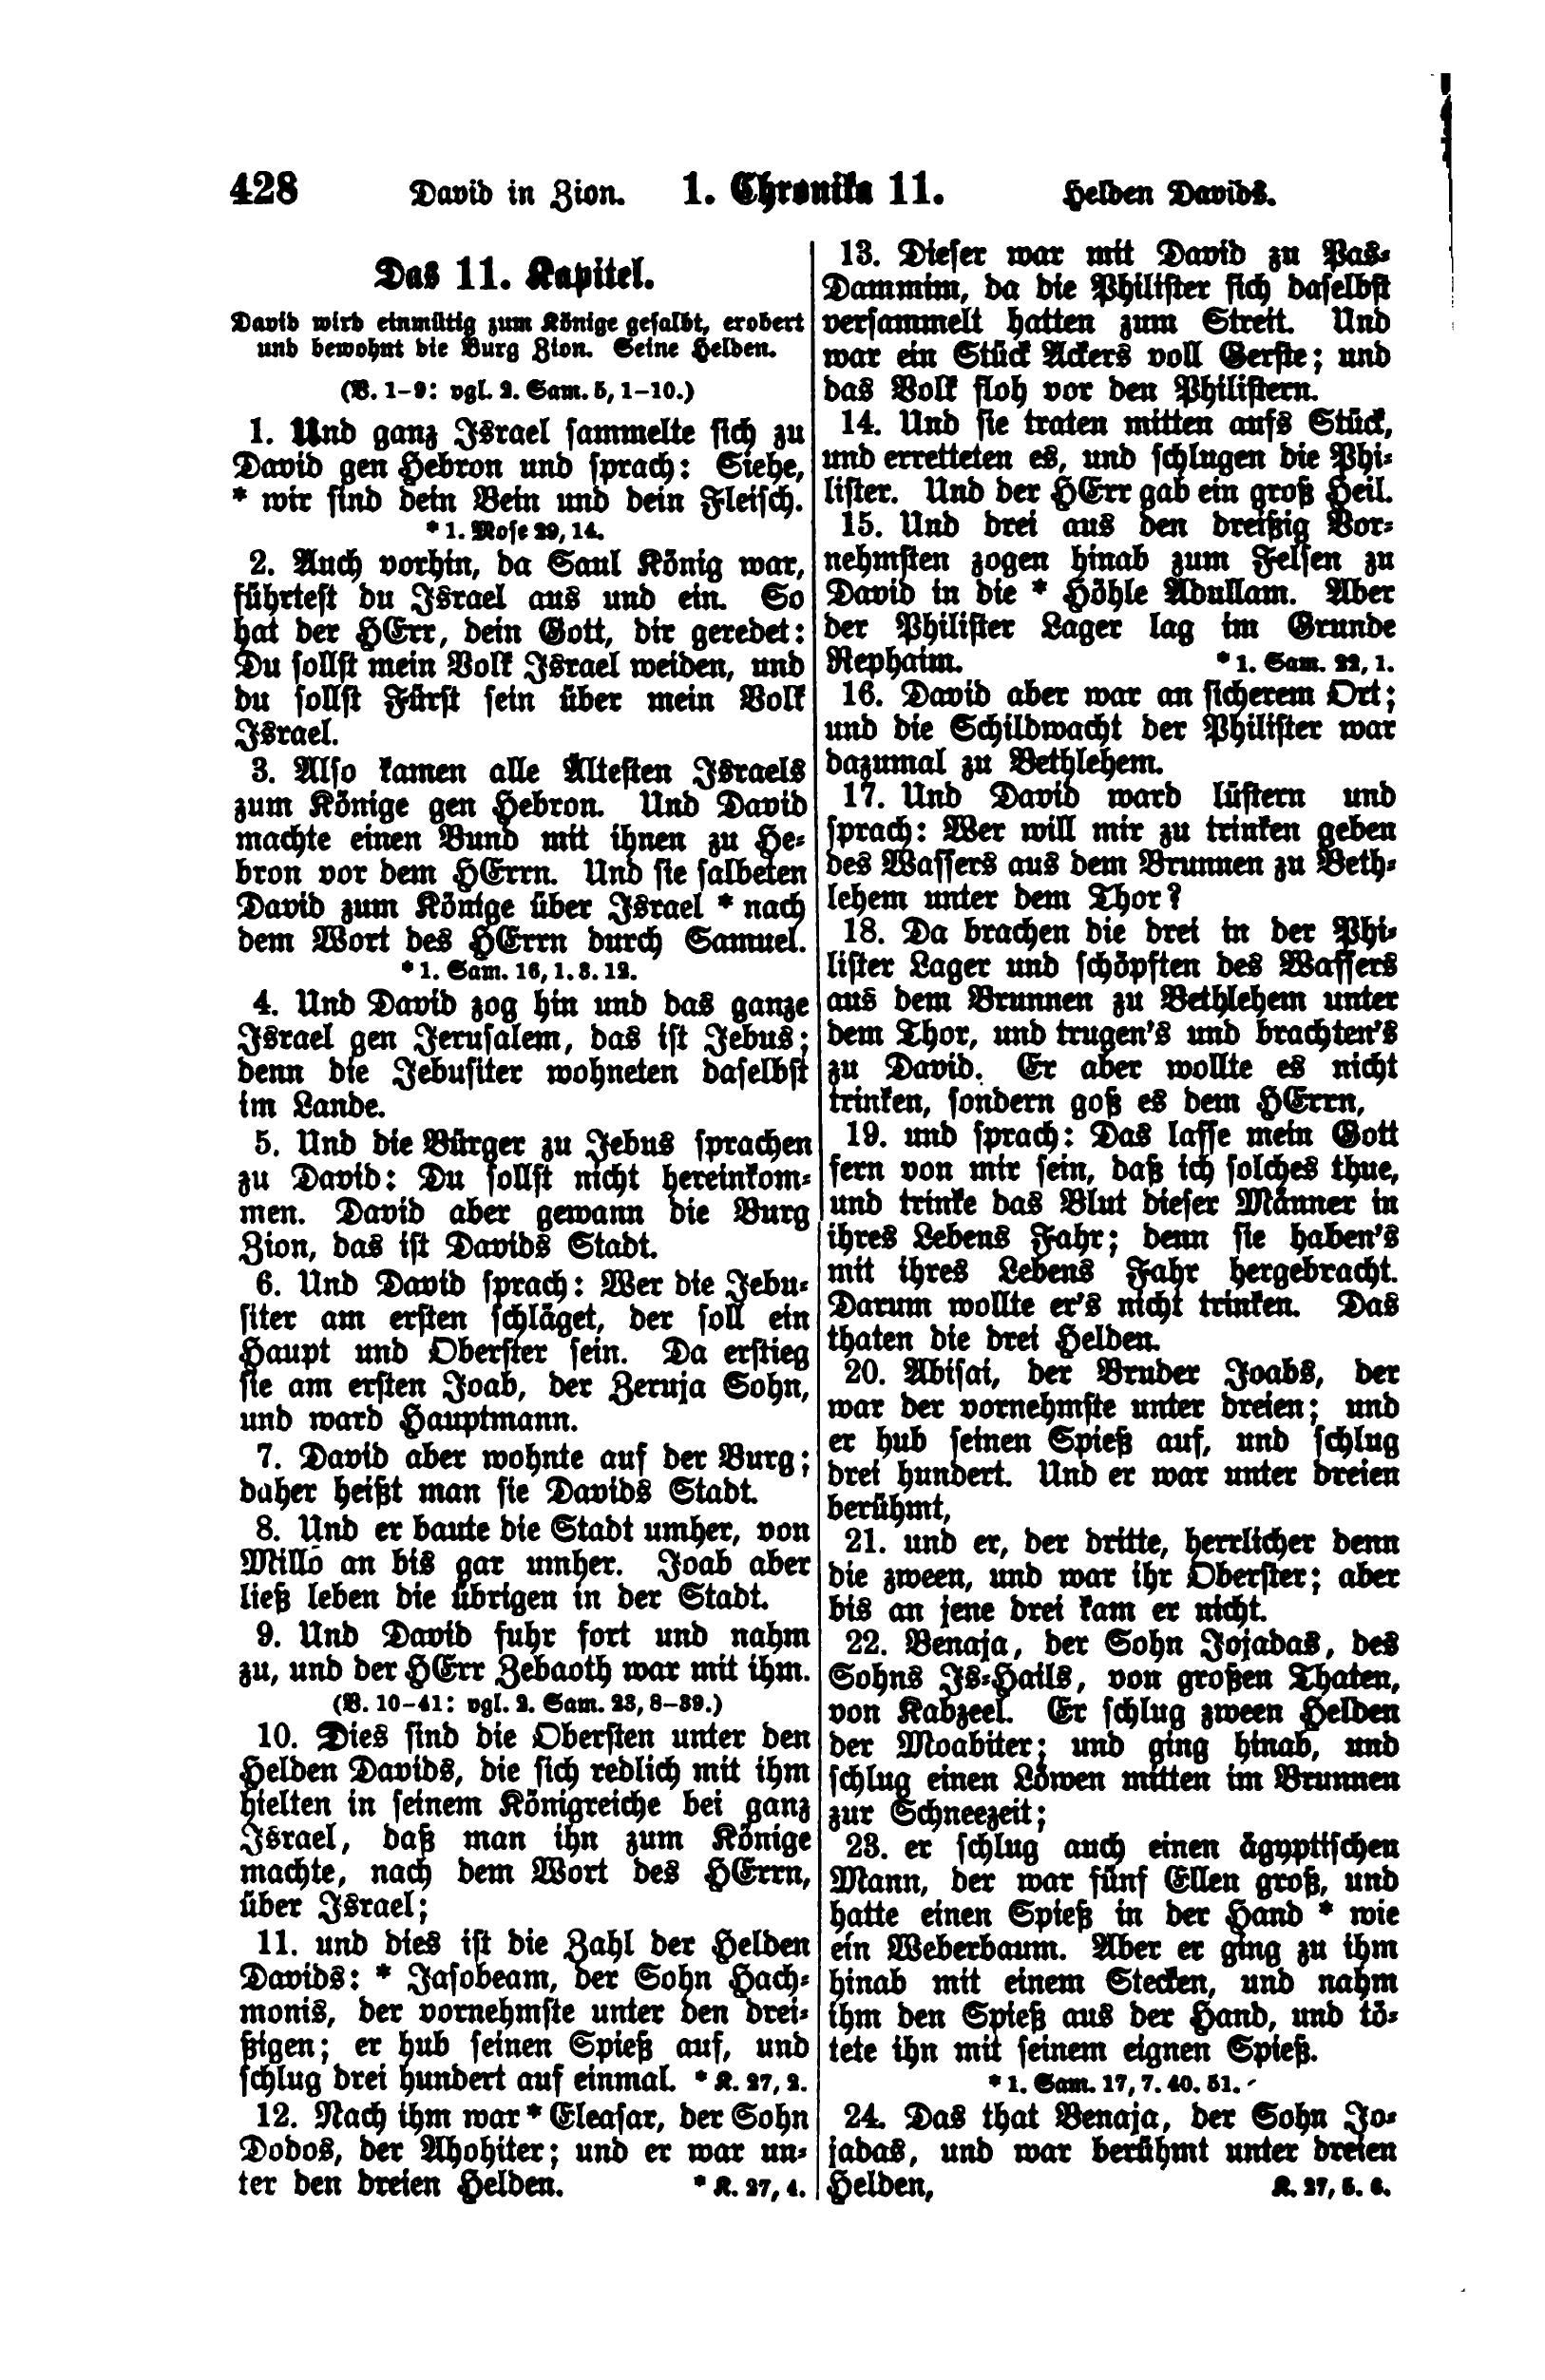 428 David in Zion. 1. Chronika 11. Helden Davids.
Das 11. Kapitel.
David wird einmütig zum Könige gesalbt, erobert
und bewohnt die Burg Zion. Seine Helden.
(V. 1-9: vgl. 2. Sam. 5, 1-10.)
1. Und ganz Israel sammelte sich zu
David gen Hebron und sprach: Siehe,
* wir sind dein Bein und dein Fleisch.
* 1. Mose 29, 14.
2. Auch vorhin, da Saul König war,
führtest du Israel aus und ein. So
hat der HErr, dein Gott, dir geredet:
Du sollst mein Volk Israel weiden, und
du sollst Fürst sein über mein Volk
Israel.
3. Also kamen alle Ältesten Israels
zum Könige gen Hebron. Und David
machte einen Bund mit ihnen zu He-
bron vor dem HErrn. Und sie salbeten
David zum Könige über Israel * nach
dem Wort des HErrn durch Samuel.
* 1. Sam. 16, 1. 3. 12.
4. Und David zog hin und das ganze
Israel gen Jerusalem, das ist Jebus;
denn die Jebusiter wohneten daselbst
im Lande.
5. Und die Bürger zu Jebus sprachen
zu David: Du sollst nicht hereinkom-
men. David aber gewann die Burg
Zion, das ist Davids Stadt.
6. Und David sprach: Wer die Jebu-
siter am ersten schläget, der soll ein
Haupt und Oberster sein. Da erstieg
sie am ersten Joab, der Zeruja Sohn,
und ward Hauptmann.
7. David aber wohnte auf der Burg;
daher heißt man sie Davids Stadt.
8. Und er baute die Stadt umher, von
Millo an bis gar umher. Joab aber
ließ leben die übrigen in der Stadt.
9. Und David fuhr fort und nahm
zu, und der HErr Zebaoth war mit ihm.
(V. 10-41: vgl. 2. Sam. 23, 8-39.)
10. Dies sind die Obersten unter den
Helden Davids, die sich redlich mit ihm
hielten in seinem Königreiche bei ganz
Israel, daß man ihn zum Könige
machte, nach dem Wort des HErrn,
über Israel;
11. und dies ist die Zahl der Helden
Davids: * Jasobeam, der Sohn Hach-
monis, der vornehmste unter den drei-
ßigen; er hub seinen Spieß auf, und
schlug drei hundert auf einmal. * K. 27, 2.
12. Nach ihm war * Eleasar, der Sohn
Dodos, der Ahohiter; und er war un-
ter den dreien Helden. * K. 27, 4.
13. Dieser war mit David zu Pas-
Dammim, da die Philister sich daselbst
versammelt hatten zum Streit. Und
war ein Stück Ackers voll Gerste; und
das Volk floh vor den Philistern.
14. Und sie traten mitten aufs Stück,
und erretteten es, und schlugen die Phi-
lister. Und der HErr gab ein groß Heil.
15. Und drei aus den dreißig Vor-
nehmsten zogen hinab zum Felsen zu
David in die * Höhle Adullam. Aber
der Philister Lager lag im Grunde
Rephaim. * 1. Sam. 22, 1.
16. David aber war an sicherem Ort;
und die Schildwacht der Philister war
dazumal zu Bethlehem.
17. Und David ward lüstern und
sprach: Wer will mir zu trinken geben
des Wassers aus dem Brunnen zu Beth-
lehem unter dem Thor?
18. Da brachen die drei in der Phi-
lister Lager und schöpften des Wassers
aus dem Brunnen zu Bethlehem unter
dem Thor, und trugen's und brachten's
zu David. Er aber wollte es nicht
trinken, sondern goß es dem HErrn,
19. und sprach: Das lasse mein Gott
fern von mir sein, daß ich solches thue,
und trinke das Blut dieser Männer in
ihres Lebens Fahr; denn sie haben's
mit ihres Lebens Fahr hergebracht.
Darum wollte er's nicht trinken. Das
thaten die drei Helden.
20. Abisai, der Bruder Joabs, der
war der vornehmste unter dreien; und
er hub seinen Spieß auf, und schlug
drei hundert. Und er war unter dreien
berühmt,
21. und er, der dritte, herrlicher denn
die zween, und war ihr Oberster; aber
bis an jene drei kam er nicht.
22. Benaja, der Sohn Jojadas, des
Sohns Is-Hails, von großen Thaten,
von Kabzeel. Er schlug zween Helden
der Moabiter; und ging hinab, und
schlug einen Löwen mitten im Brunnen
zur Schneezeit;
23. er schlug auch einen ägyptischen
Mann, der war fünf Ellen groß, und
hatte einen Spieß in der Hand * wie
ein Weberbaum. Aber er ging zu ihm
hinab mit einem Stecken, und nahm
ihm den Spieß aus der Hand, und tö-
tete ihn mit seinem eignen Spieß.
* 1. Sam. 17, 7. 40. 51.
24. Das that Benaja, der Sohn Jo-
jadas, und war berühmt unter dreien
Helden, K. 27, 5. 6.